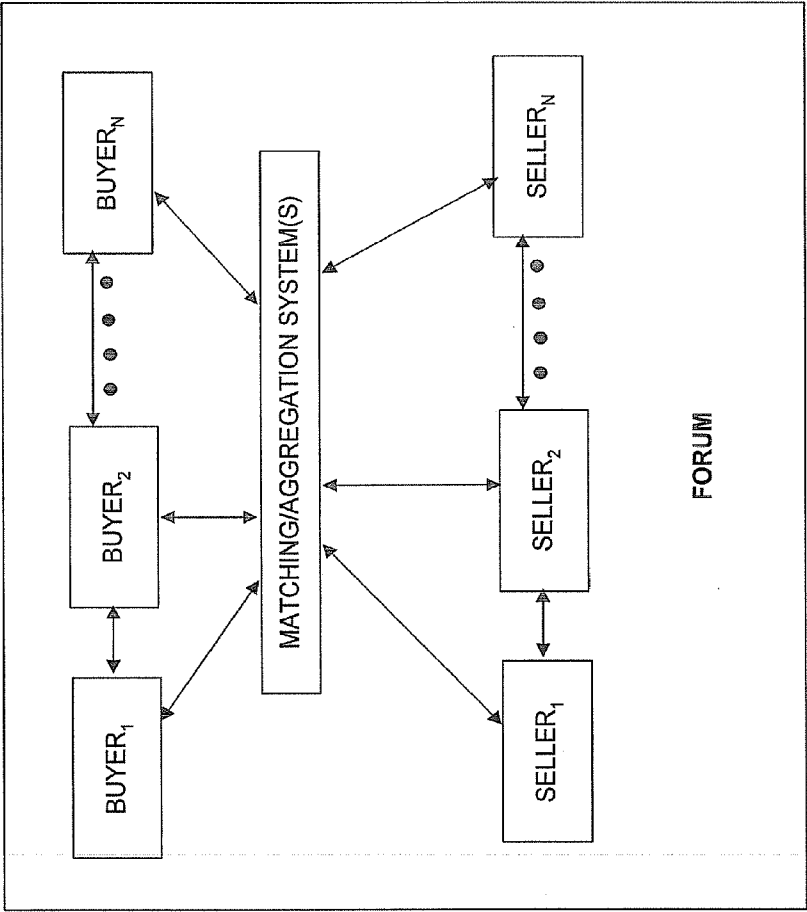 BUYER₁
BUYER₂
BUYERₙ
MATCHING/AGGREGATION SYSTEM(S)
SELLER₁
SELLER₂
SELLERₙ
FORUM